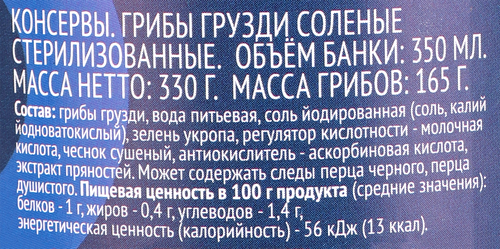 КОНСЕРВЫ. ГРИБЫ ГРУЗДИ СОЛЕНЫЕ
СТЕРИЛИЗОВАННЫЕ. ОБЪЁМ БАНКИ: 350 МЛ.
МАССА НЕТТО: 330 Г. МАССА ГРИБОВ: 165 Г.
Состав: грибы грузди, вода питьевая, соль йодированная (соль, калий
йодноватокислый), зелень укропа, регулятор кислотности - молочная
кислота, чеснок сушеный, антиокислитель - аскорбиновая кислота,
экстракт пряностей. Может содержать следы перца черного, перца
душистого. Пищевая ценность в 100 г продукта (средние значения):
белков - 1 г, жиров - 0,4 г, углеводов - 1,4 г,
энергетическая ценность (калорийность) - 56 кДж (13 ккал).